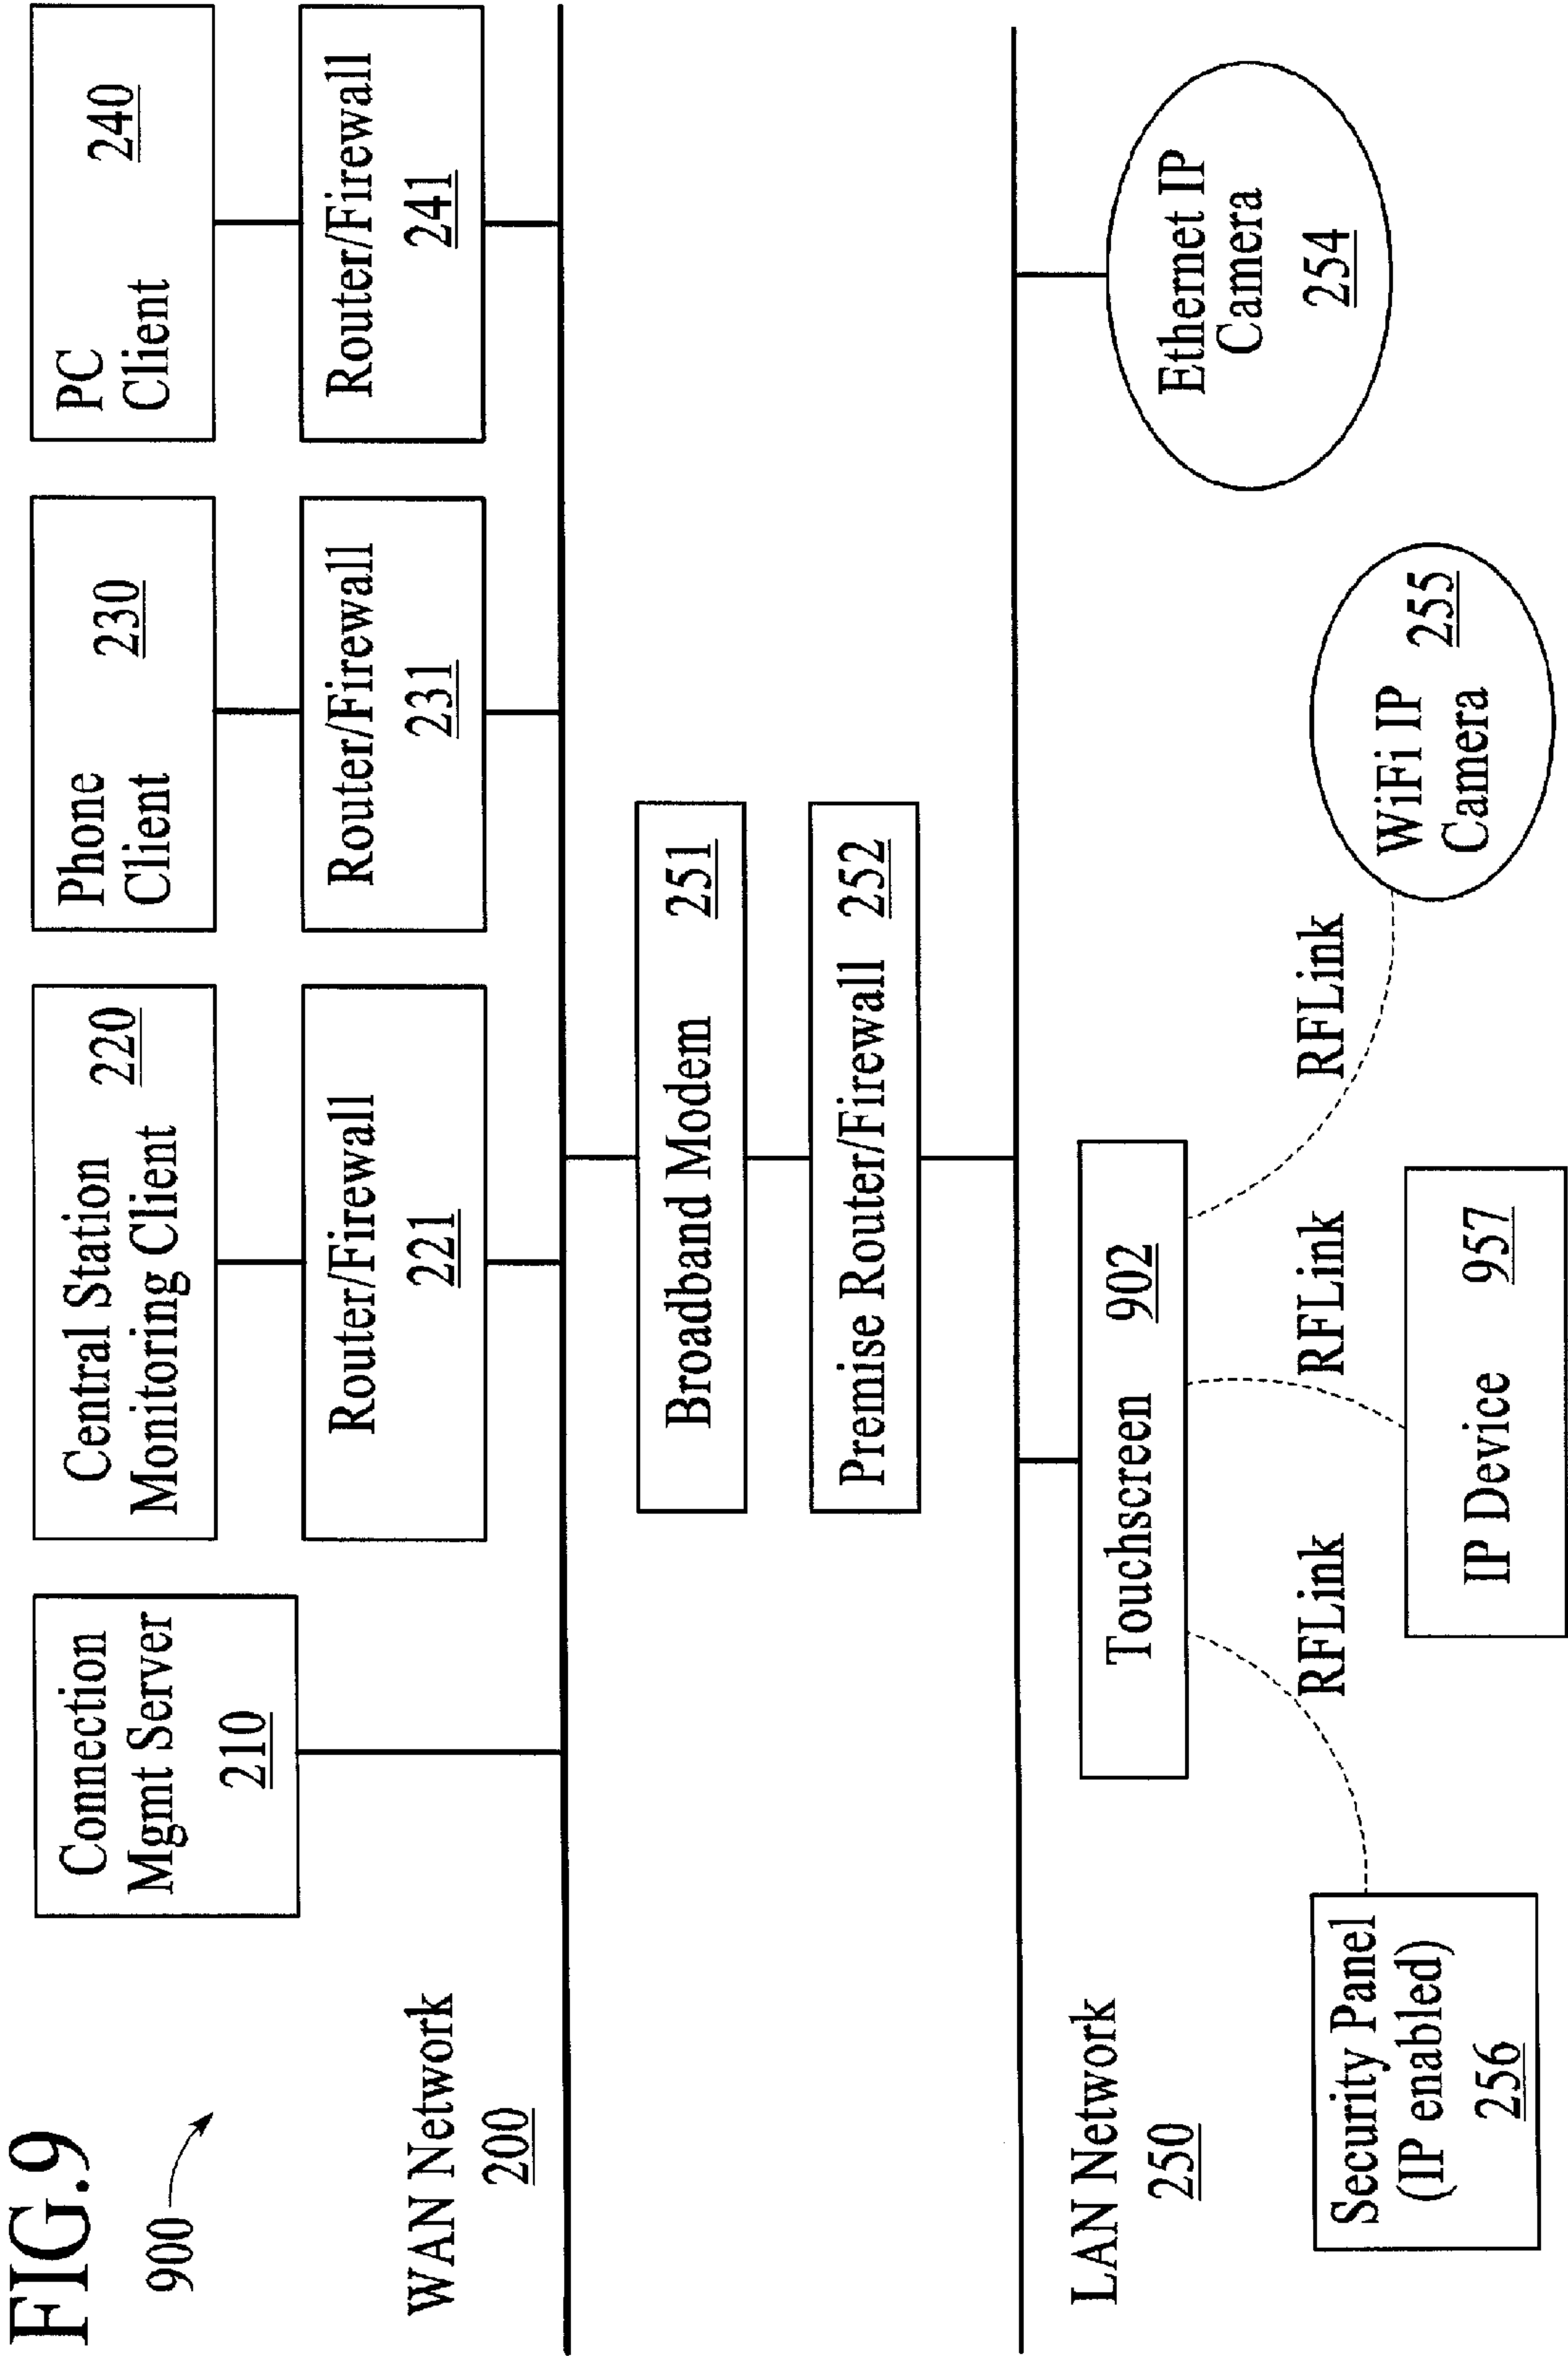 FIG.9
900
Connection
Mgmt Server
210
Central Station
Monitoring Client
220
Phone
Client
230
PC
Client
240
Router/Firewall
221
Router/Firewall
231
Router/Firewall
241
WAN Network
200
Broadband Modem 251
Premise Router/Firewall 252
LAN Network
250
Touchscreen 902
Ethernet IP
Camera
254
RFLink
RFLink
RFLink
Security Panel
(IP enabled)
256
IP Device 957
WiFi IP
Camera
255